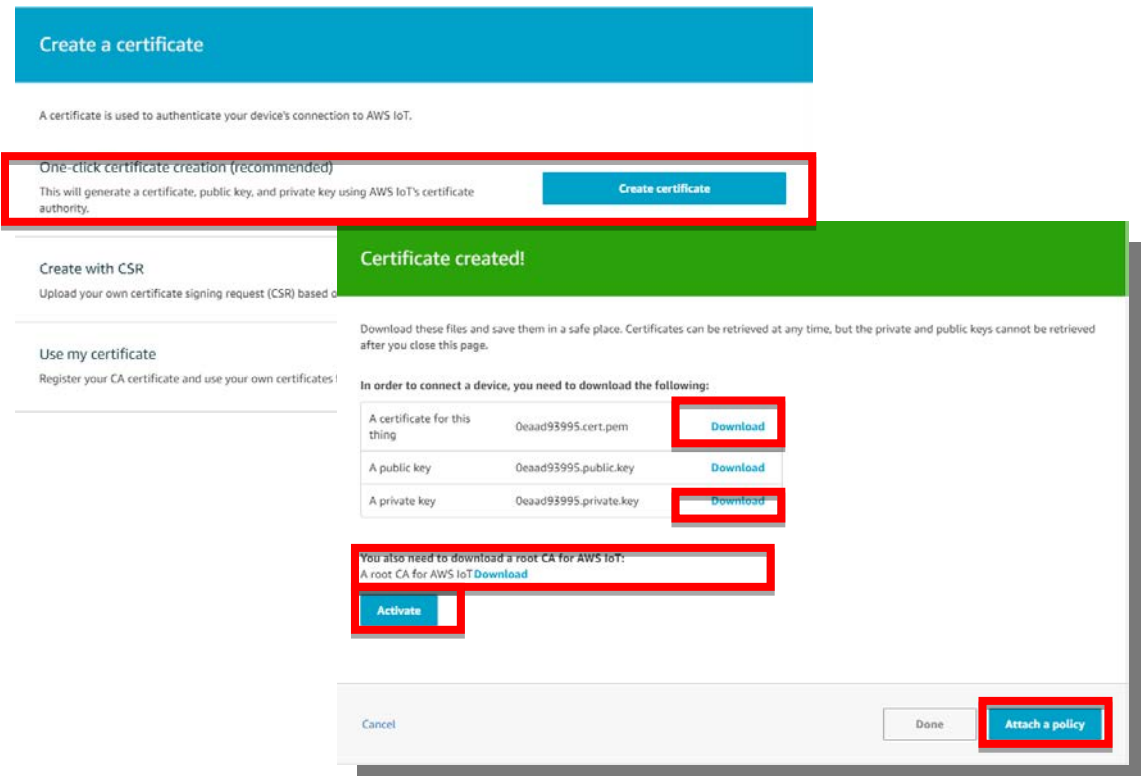 Create a certificate
A certificate is used to authenticate your device's connection to AWS IoT.
One-click certificate creation (recommended)
This will generate a certificate, public key, and private key using AWS IoT's certificate
authority.
Create certificate
Create with CSR
Upload your own certificate signing request (CSR) based
Use my certificate
Register your CA certificate and use your own certificates
Certificate created!
Download these files and save them in a safe place. Certificates can be retrieved at any time, but the private and public keys cannot be retrieved
after you close this page.
In order to connect a device, you need to download the following:
A certificate for this
thing
0eaad93995.cert.pem
Download
A public key
0eaad93995.public.key
Download
A private key
0eaad93995.private.key
Download
You also need to download a root CA for AWS IoT:
A root CA for AWS IoT Download
Activate
Cancel
Done
Attach a policy